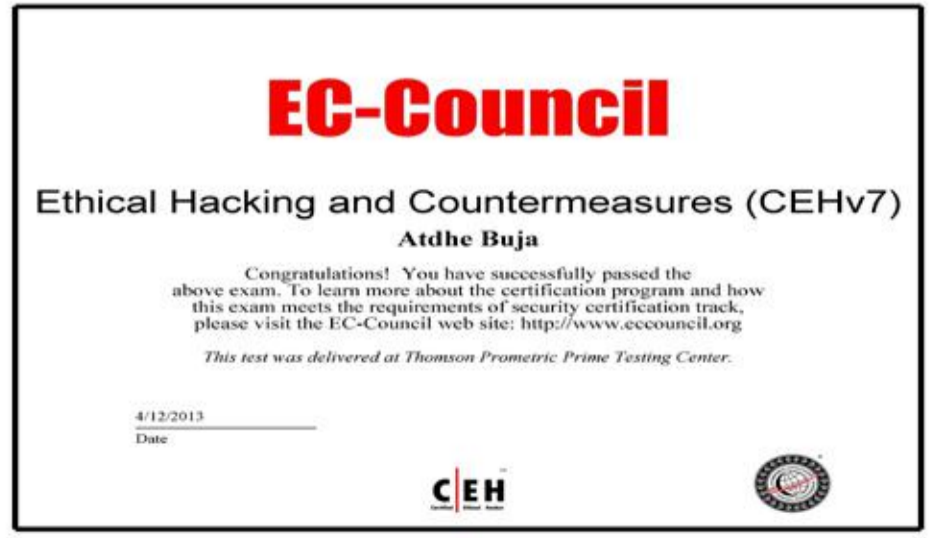 EC-Council
Ethical Hacking and Countermeasures (CEHv7)
Atdhe Buja
Congratulations! You have successfully passed the
above exam. To learn more about the certification program and how
this exam meets the requirements of security certification track,
please visit the EC-Council web site: http://www.eccouncil.org
This test was delivered at Thomson Prometric Prime Testing Center.
4/12/2013
Date
C|EH
Certified Ethical Hacker